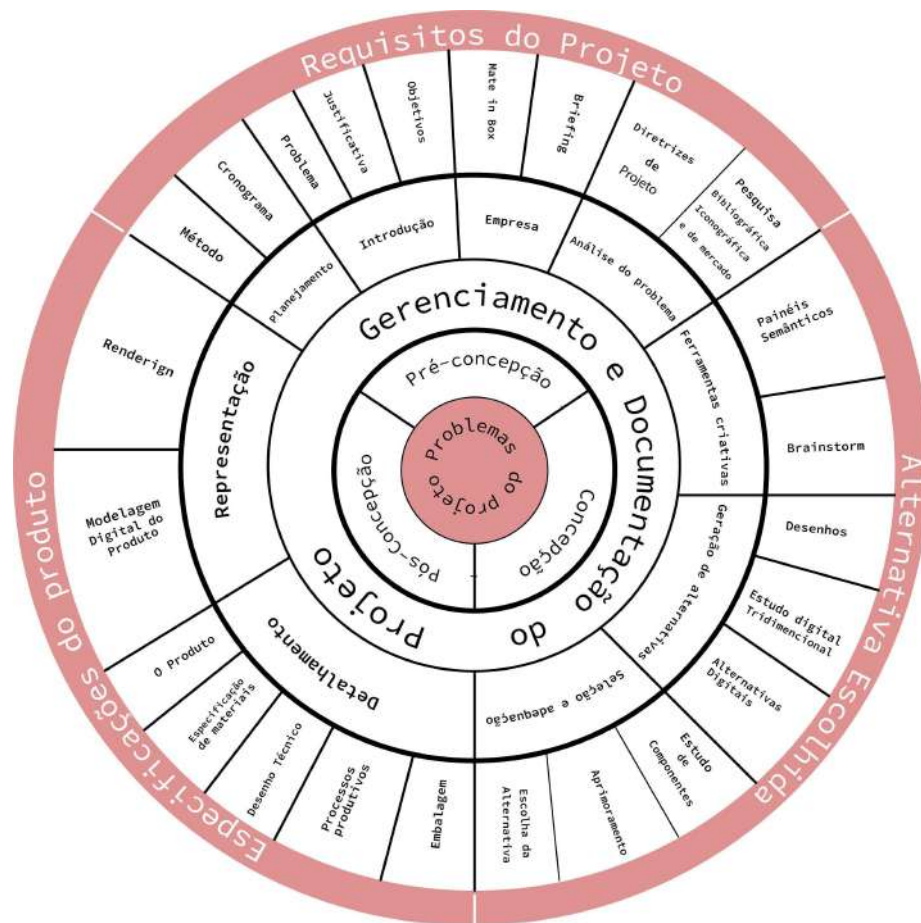 Requisitos do Projeto
Alternativa Escolhida
Especificações do produto
Método
Cronograma
Problema
Justificativa
Objetivos
Mate in Box
Briefing
Diretrizes
de
Projeto
Pesquisa
Bibliográfica
Iconográfica
e de mercado
Painéis
Semânticos
Brainstorm
Desenhos
Estudo digital
Tridimencional
Alternativas
Digitais
Estudo
de
Componentes
Aprimoramento
Escolha da
Alternativa
Embalagem
Processos
produtivos
Desenho Técnico
Especificação
de materiais
O Produto
Modelagem
Digital do
Produto
Renderign
Planejamento
Introdução
Empresa
Análise do problema
Ferramentas criativas
Geração de alternativas
Seleção e adequação
Detalhamento
Representação
Gerenciamento e Documentação do Projeto
Pré-concepção
Concepção
Pós-Concepção
Problemas
do projeto